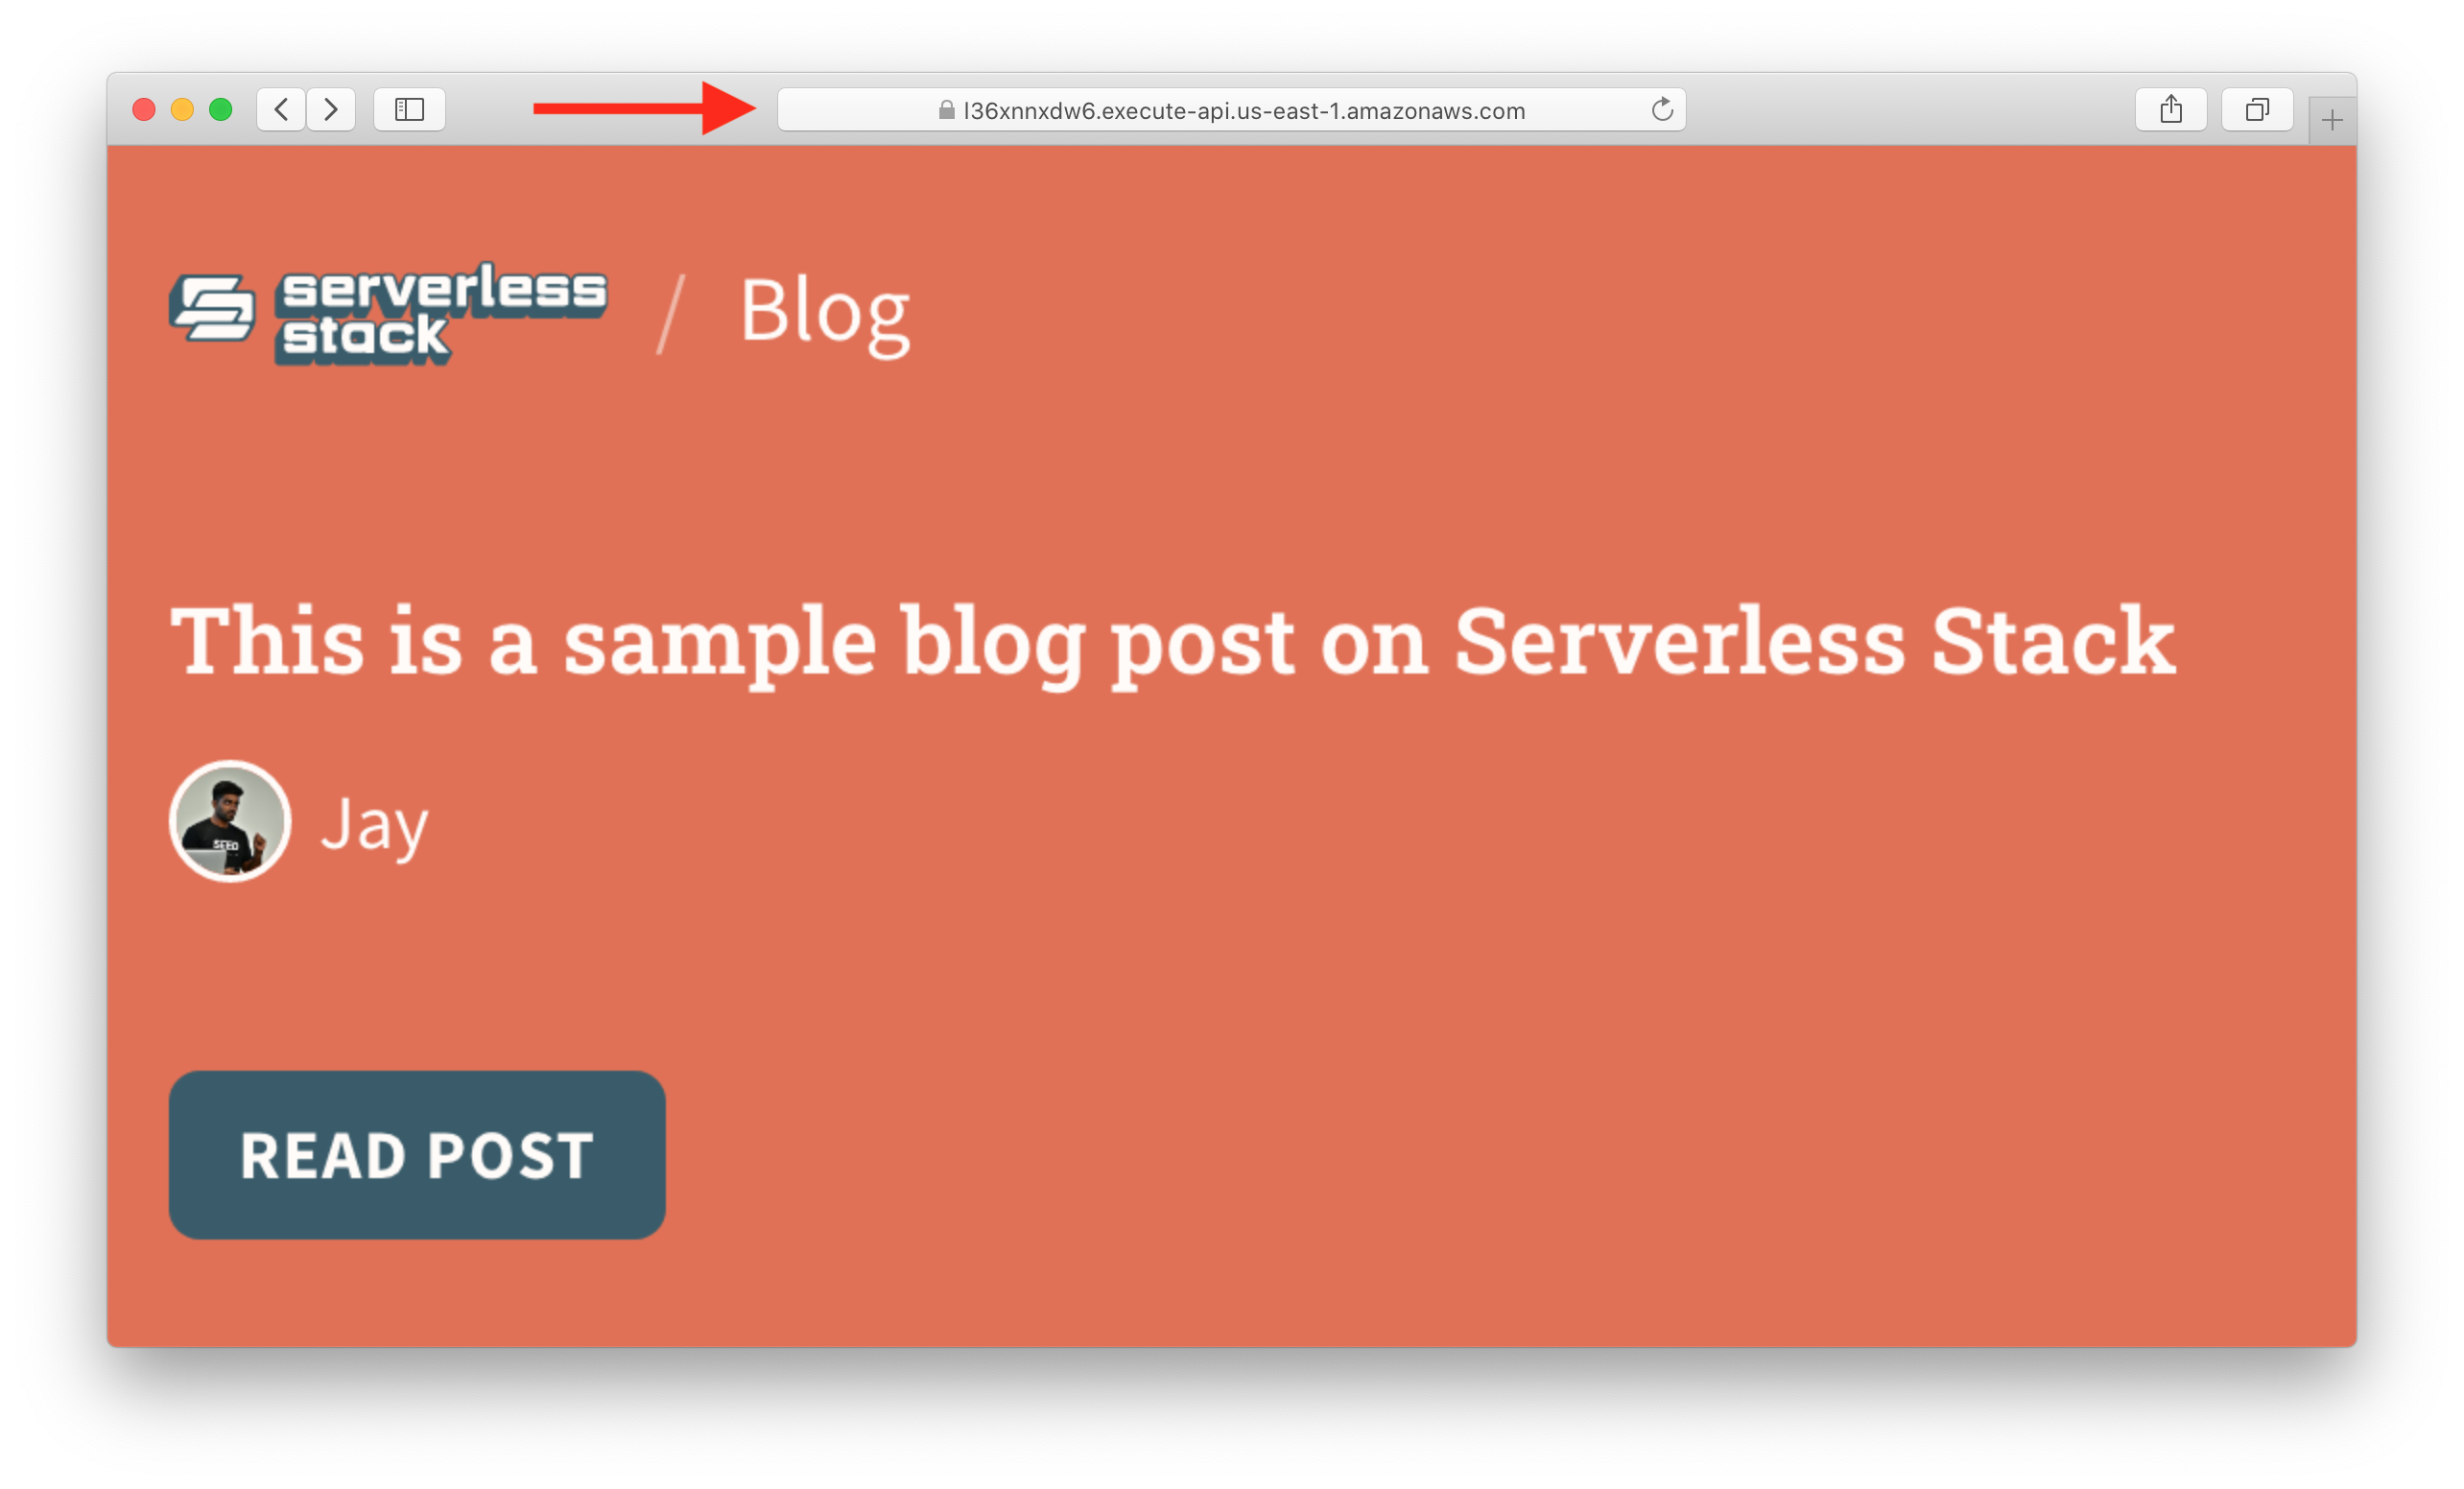 l36xnnxdw6.execute-api.us-east-1.amazonaws.com
serverless
stack
/ Blog
This is a sample blog post on Serverless Stack
SEED
Jay
READ POST